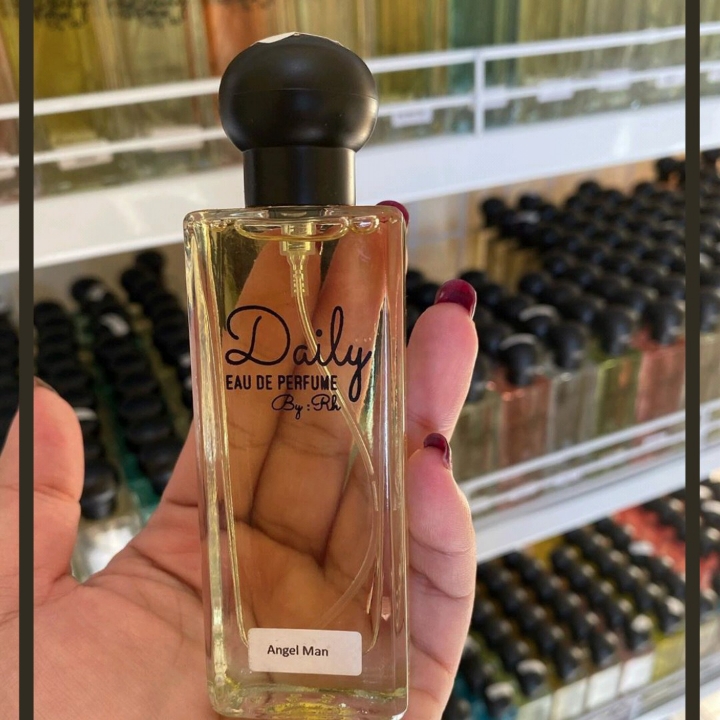 Daily
EAU DE PERFUME
By : Rh
Angel Man